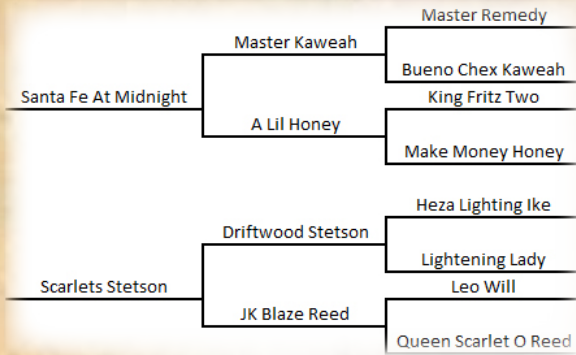 Master Remedy
Master Kaweah
Bueno Chex Kaweah
Santa Fe At Midnight
King Fritz Two
A Lil Honey
Make Money Honey
Heza Lighting Ike
Driftwood Stetson
Lightening Lady
Scarlets Stetson
Leo Will
JK Blaze Reed
Queen Scarlet O Reed